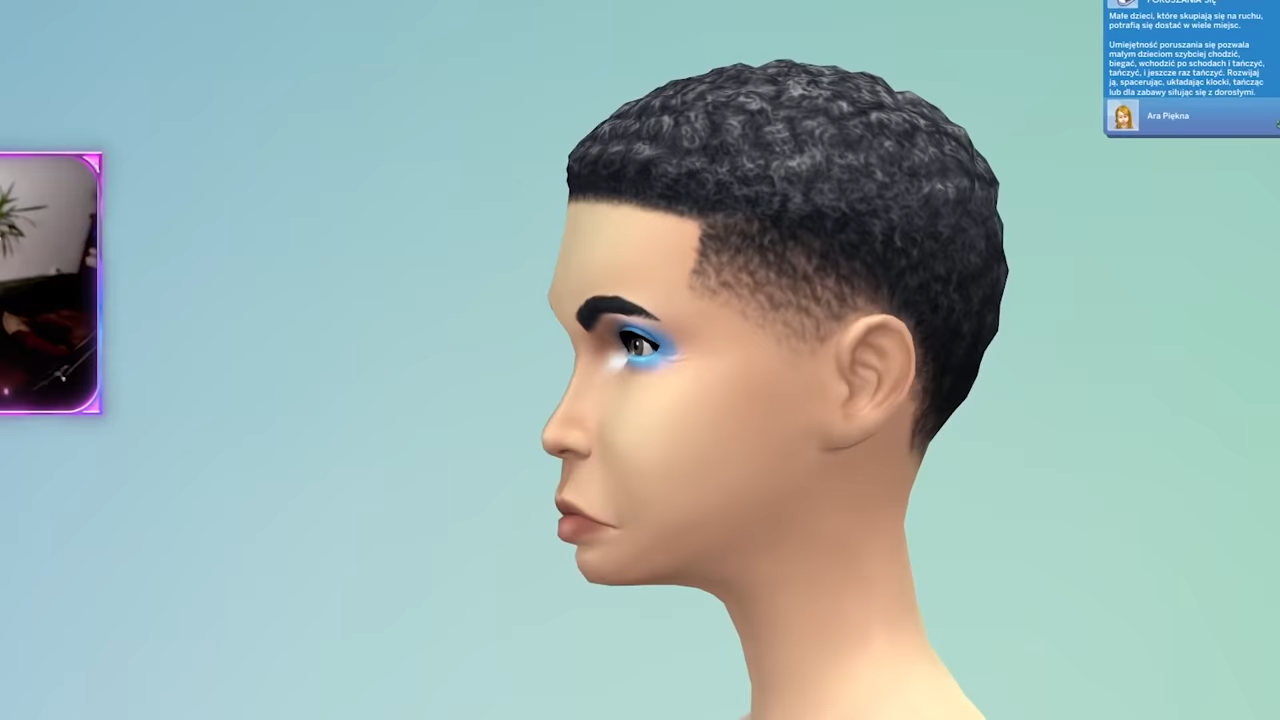 PORUSZANIA SIĘ
Małe dzieci, które skupiają się na ruchu,
potrafią się dostać w wiele miejsc.
Umiejętność poruszania się pozwala
małym dzieciom szybciej chodzić,
biegać, wchodzić po schodach i tańczyć,
tańczyć, i jeszcze raz tańczyć. Rozwijaj
ją, spacerując, układając klocki, tańcząc
lub dla zabawy siłując się z dorosłymi.
Ara Piękna